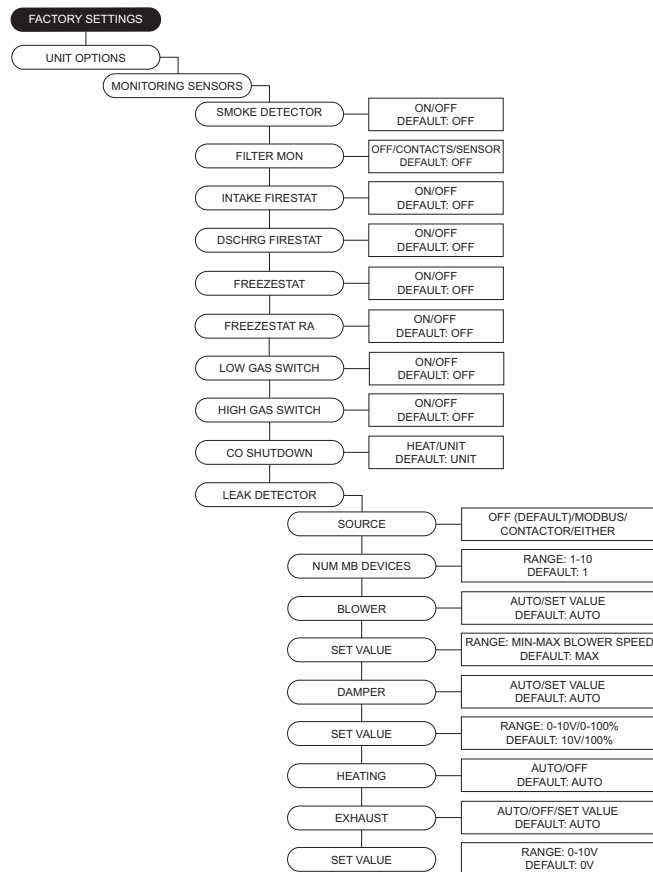 FACTORY SETTINGS
UNIT OPTIONS
MONITORING SENSORS
SMOKE DETECTOR
ON/OFF
DEFAULT: OFF
FILTER MON
OFF/CONTACTS/SENSOR
DEFAULT: OFF
INTAKE FIRESTAT
ON/OFF
DEFAULT: OFF
DSCHRG FIRESTAT
ON/OFF
DEFAULT: OFF
FREEZESTAT
ON/OFF
DEFAULT: OFF
FREEZESTAT RA
ON/OFF
DEFAULT: OFF
LOW GAS SWITCH
ON/OFF
DEFAULT: OFF
HIGH GAS SWITCH
ON/OFF
DEFAULT: OFF
CO SHUTDOWN
HEAT/UNIT
DEFAULT: UNIT
LEAK DETECTOR
SOURCE
OFF (DEFAULT)/MODBUS/
CONTACTOR/EITHER
NUM MB DEVICES
RANGE: 1-10
DEFAULT: 1
BLOWER
AUTO/SET VALUE
DEFAULT: AUTO
SET VALUE
RANGE: MIN-MAX BLOWER SPEED
DEFAULT: MAX
DAMPER
AUTO/SET VALUE
DEFAULT: AUTO
SET VALUE
RANGE: 0-10V/0-100%
DEFAULT: 10V/100%
HEATING
AUTO/OFF
DEFAULT: AUTO
EXHAUST
AUTO/OFF/SET VALUE
DEFAULT: AUTO
SET VALUE
RANGE: 0-10V
DEFAULT: 0V